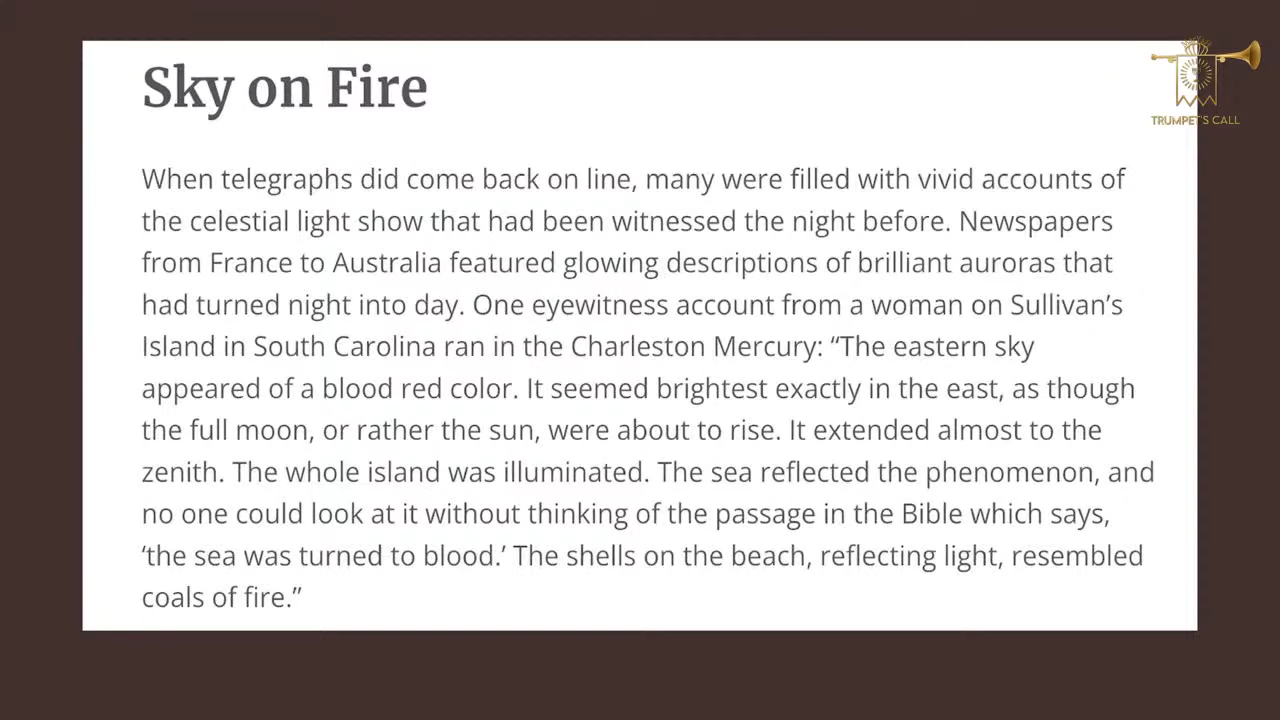 Sky on Fire
TRUMPET'S CALL
When telegraphs did come back on line, many were filled with vivid accounts of
the celestial light show that had been witnessed the night before. Newspapers
from France to Australia featured glowing descriptions of brilliant auroras that
had turned night into day. One eyewitness account from a woman on Sullivan’s
Island in South Carolina ran in the Charleston Mercury: “The eastern sky
appeared of a blood red color. It seemed brightest exactly in the east, as though
the full moon, or rather the sun, were about to rise. It extended almost to the
zenith. The whole island was illuminated. The sea reflected the phenomenon, and
no one could look at it without thinking of the passage in the Bible which says,
‘the sea was turned to blood.’ The shells on the beach, reflecting light, resembled
coals of fire.”